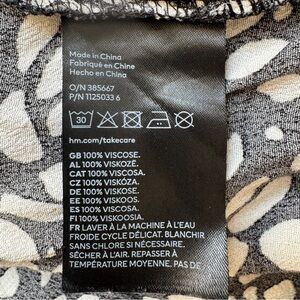 Made in China
Fabriqué en Chine
Hecho en China
O/N 385667
P/N 1125033 6
30
hm.com/takecare
GB 100% VISCOSE.
AL 100% VISKOZË.
CAT 100% VISCOSA.
CZ 100% VISKÓZA.
DE 100% VISKOSE.
EE 100% VISKOOS.
ES 100% VISCOSA.
FI 100% VISKOOSIA.
FR LAVER À LA MACHINE À L'EAU
FROIDE CYCLE DÉLICAT. BLANCHIR
SANS CHLORE SI NÉCESSAIRE.
SÉCHER À L'AIR. REPASSER À
TEMPÉRATURE MOYENNE. PAS DE